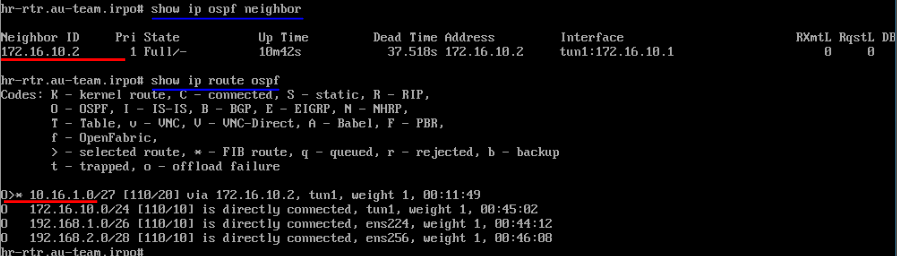 hr-rtr.au-team.irpo# show ip ospf neighbor
Neighbor ID     Pri State           Up Time         Dead Time Address         Interface                        RXmtL RqstL DB
172.16.10.2       1 Full/-          10m42s            37.518s 172.16.10.2     tun1:172.16.10.1                     0     0
hr-rtr.au-team.irpo# show ip route ospf
Codes: K - kernel route, C - connected, S - static, R - RIP,
       O - OSPF, I - IS-IS, B - BGP, E - EIGRP, N - NHRP,
       T - Table, v - VNC, V - VNC-Direct, A - Babel, F - PBR,
       f - OpenFabric,
       > - selected route, * - FIB route, q - queued, r - rejected, b - backup
       t - trapped, o - offload failure
O>* 10.16.1.0/27 [110/20] via 172.16.10.2, tun1, weight 1, 00:11:49
O   172.16.10.0/24 [110/10] is directly connected, tun1, weight 1, 00:45:02
O   192.168.1.0/26 [110/10] is directly connected, ens224, weight 1, 00:44:12
O   192.168.2.0/28 [110/10] is directly connected, ens256, weight 1, 00:46:08
hr-rtr.au-team.irpo#